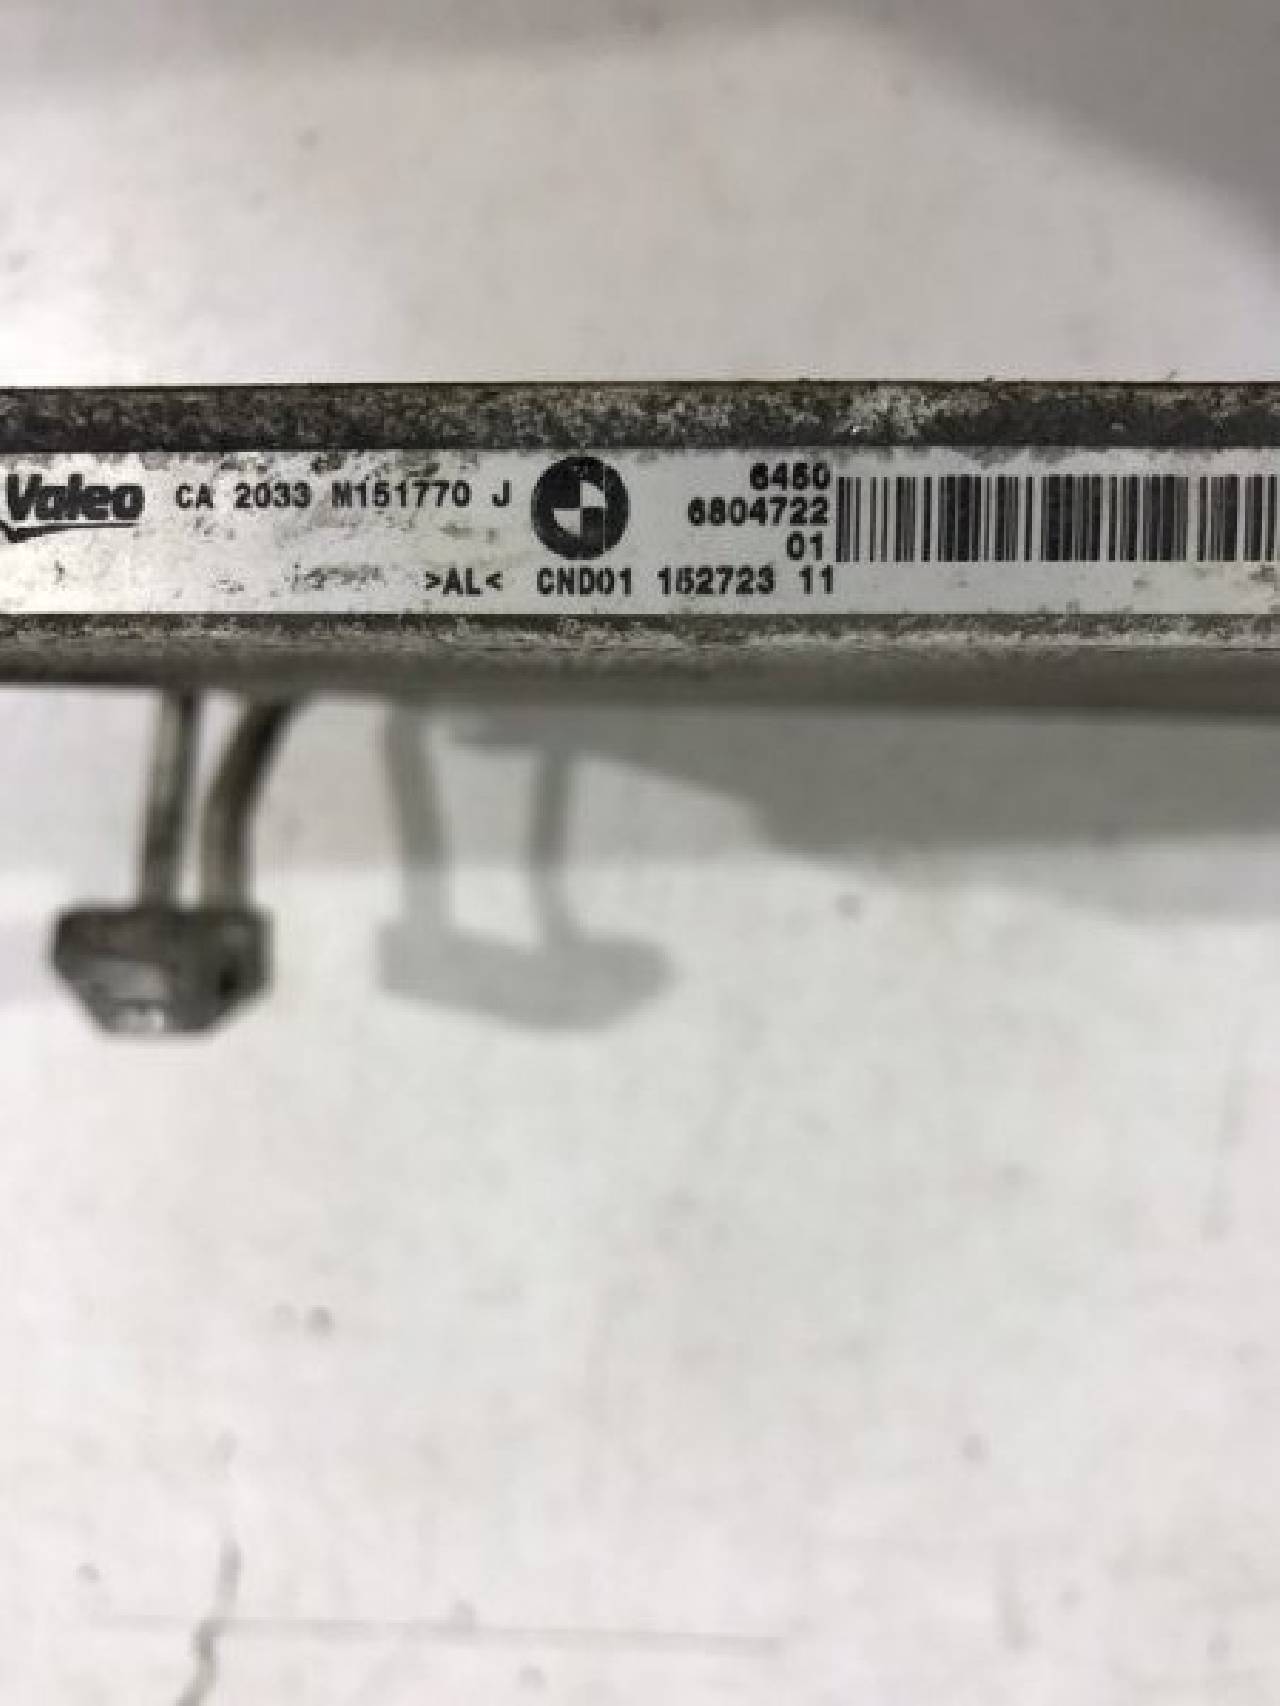 Valeo CA 2033 M151770 J
6450
6804722
01
>AL< CND01 152723 11